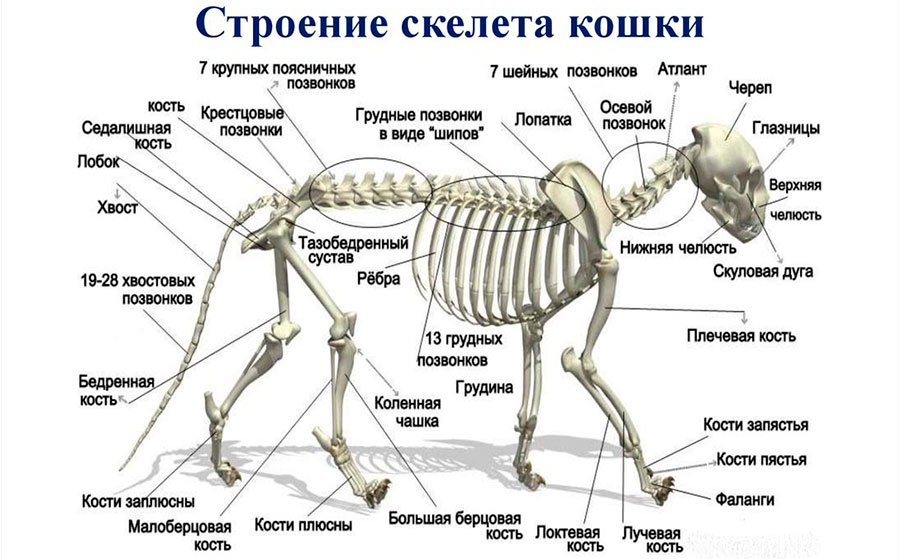 Строение скелета кошки
7 крупных поясничных
позвонков
7 шейных позвонков
Атлант
Череп
кость
Крестцовые
позвонки
Грудные позвонки
в виде "шипов"
Лопатка
Осевой
позвонок
Глазницы
Седалишная
кость
Лобок
Хвост
Верхняя
челюсть
Тазобедренный
сустав
Рёбра
Нижняя челюсть
Скуловая дуга
19-28 хвостовых
позвонков
13 грудных
позвонков
Плечевая кость
Бедренная
кость
Коленная
чашка
Грудина
Кости запястья
Кости пястья
Фаланги
Кости заплюсны
Малоберцовая
кость
Кости плюсны
Большая берцовая
кость
Локтевая
кость
Лучевая
кость